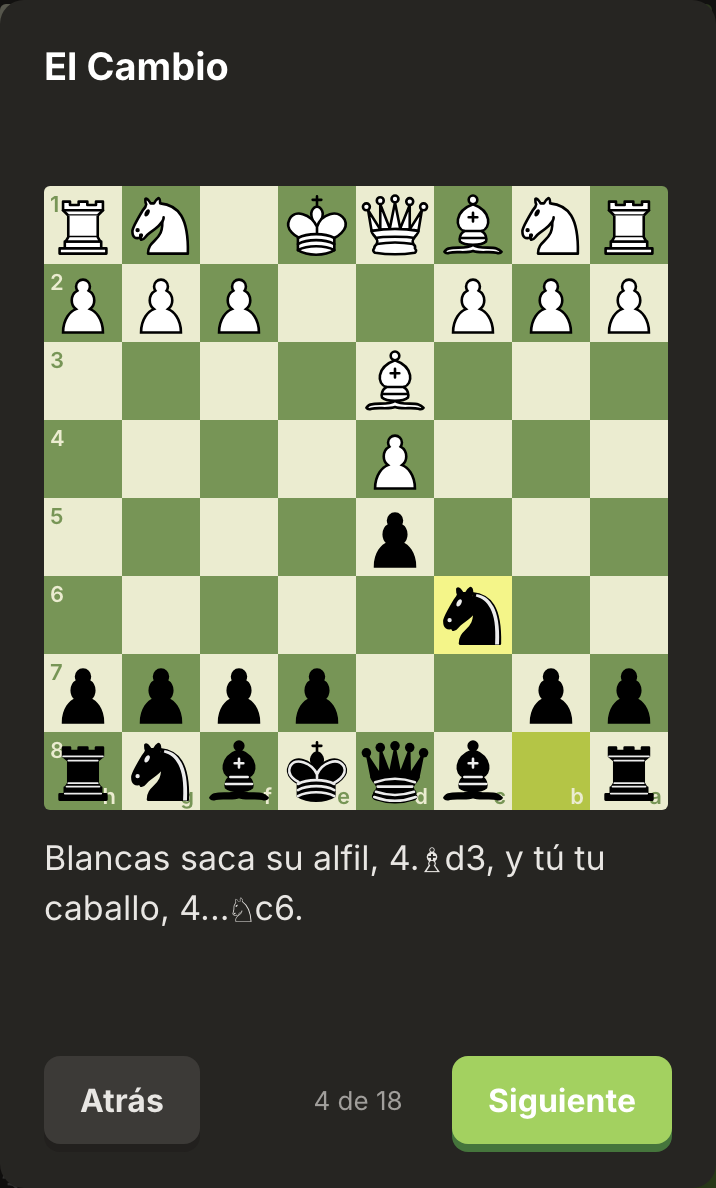 El Cambio
1
2
3
4
5
6
7
8
h g f e d c b a
Blancas saca su alfil, 4.♗d3, y tú tu
caballo, 4...♘c6.
Atrás 4 de 18 Siguiente